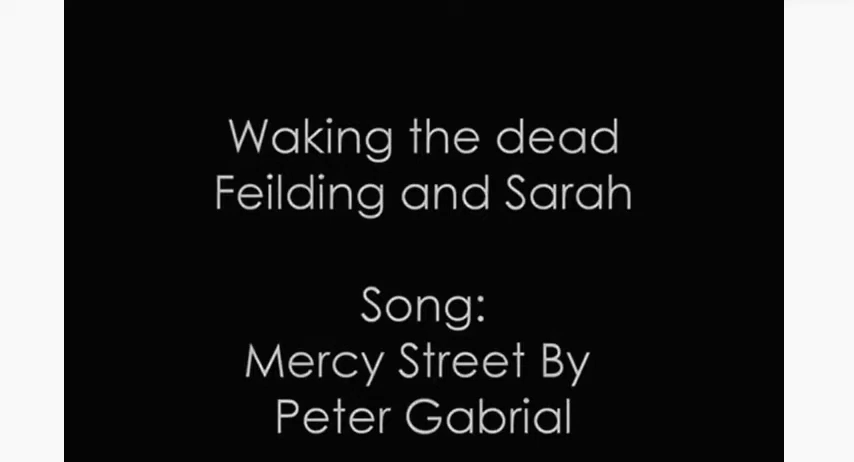 Waking the dead
Feilding and Sarah
Song:
Mercy Street By
Peter Gabrial